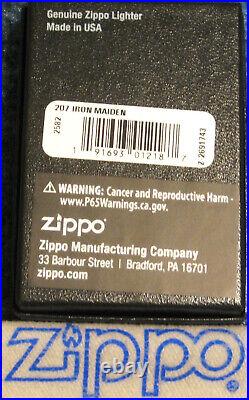 Genuine Zippo Lighter
Made in USA
207 IRON MAIDEN
2582
1 91693 01218 7
Z 2691743
⚠ WARNING: Cancer and Reproductive Harm -
www.P65Warnings.ca.gov.
zippo
Zippo Manufacturing Company
33 Barbour Street | Bradford, PA 16701
zippo.com
zippo